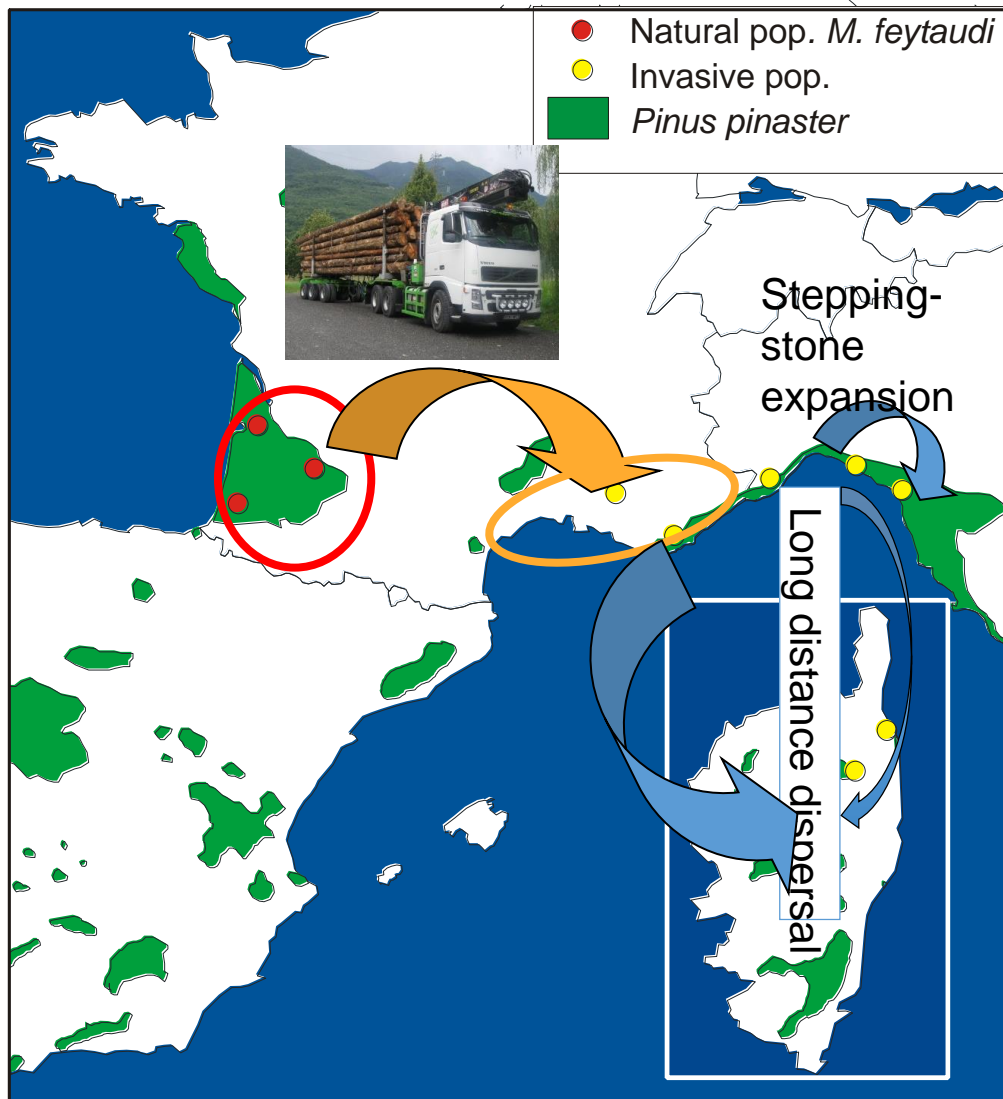 Natural pop. M. feytaudi
Invasive pop.
Pinus pinaster
Stepping-
stone
expansion
Long distance dispersal